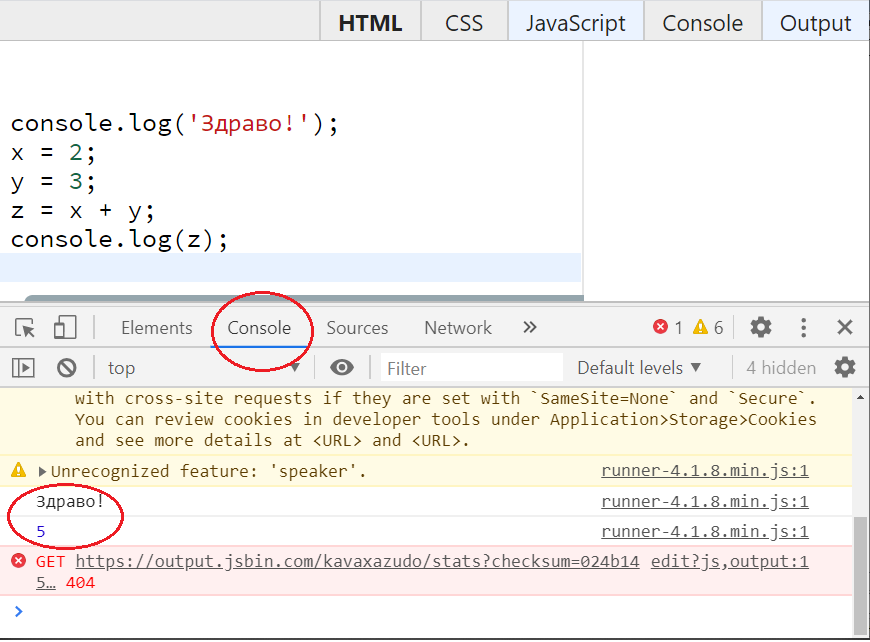 HTML CSS JavaScript Console Output
console.log('Здраво!');
x = 2;
y = 3;
z = x + y;
console.log(z);
Elements Console Sources Network » 1 6
top Filter Default levels 4 hidden
with cross-site requests if they are set with `SameSite=None` and `Secure`.
You can review cookies in developer tools under Application>Storage>Cookies
and see more details at <URL> and <URL>.
Unrecognized feature: 'speaker'. runner-4.1.8.min.js:1
Здраво! runner-4.1.8.min.js:1
5 runner-4.1.8.min.js:1
GET https://output.jsbin.com/kavaxazudo/stats?checksum=024b14 edit?js,output:1
5… 404